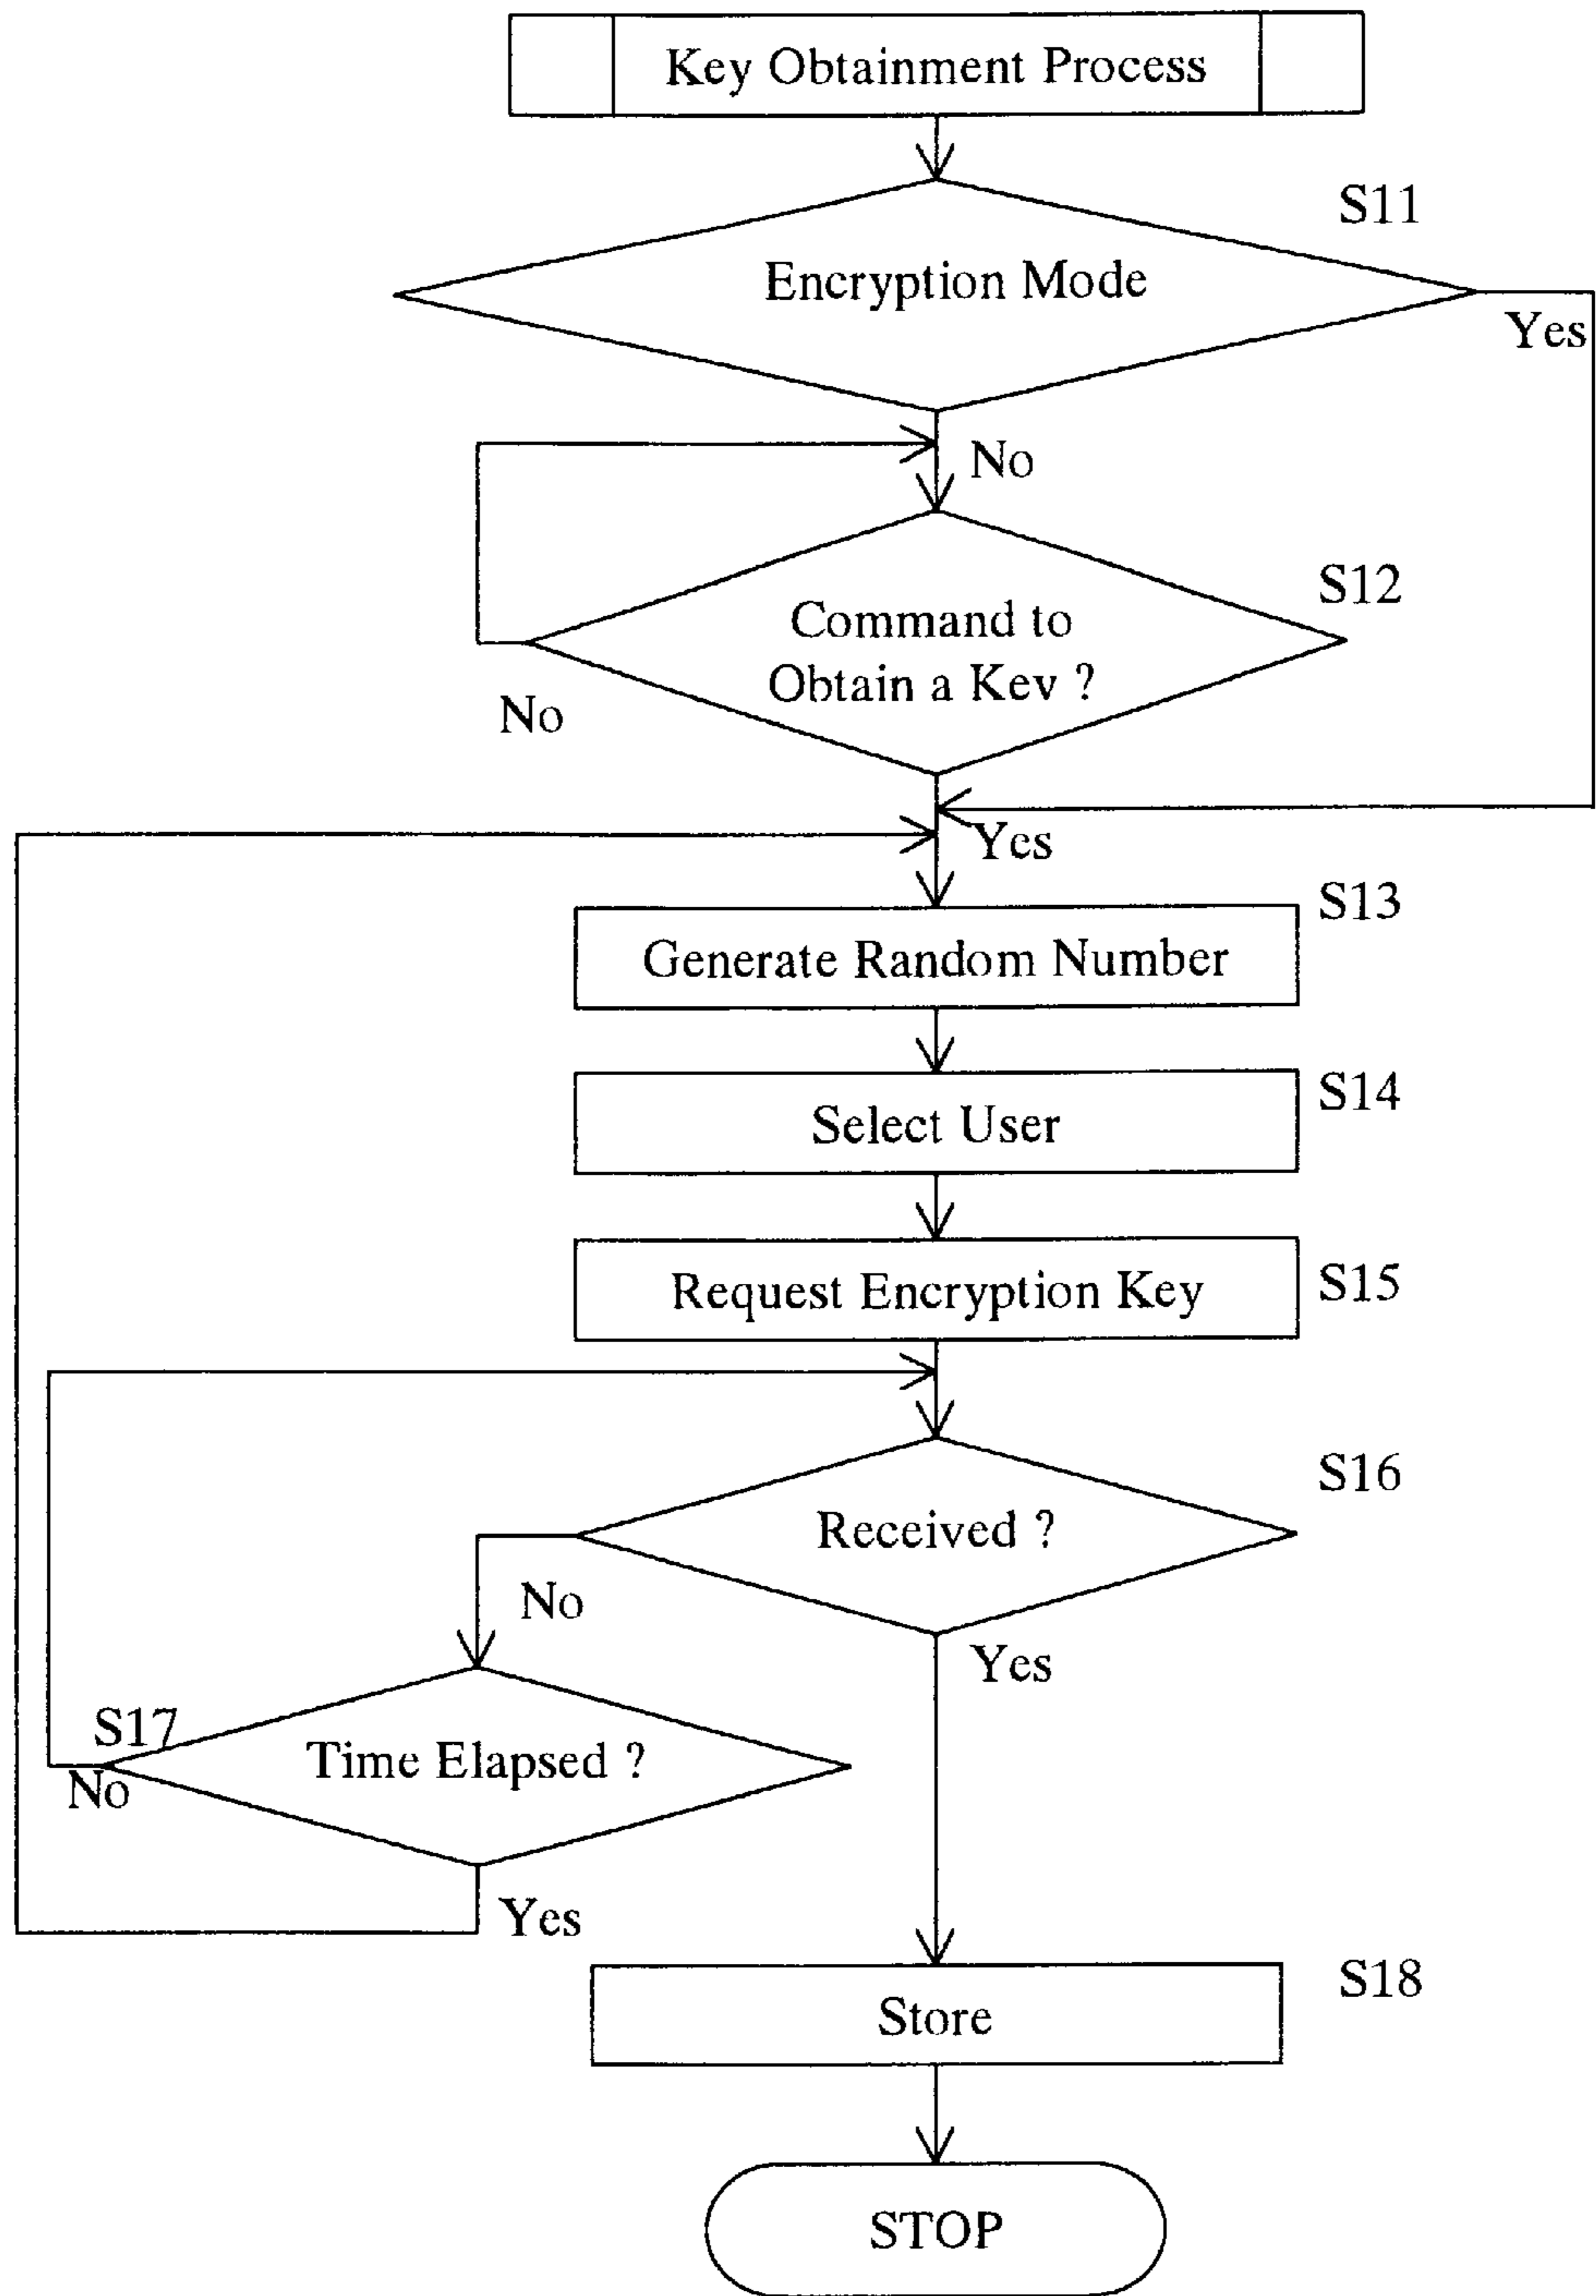 Key Obtainment Process
S11
Encryption Mode
Yes
No
S12
Command to
Obtain a Kev ?
No
Yes
S13
Generate Random Number
S14
Select User
Request Encryption Key
S15
S16
Received ?
No
Yes
S17
Time Elapsed ?
No
Yes
S18
Store
STOP